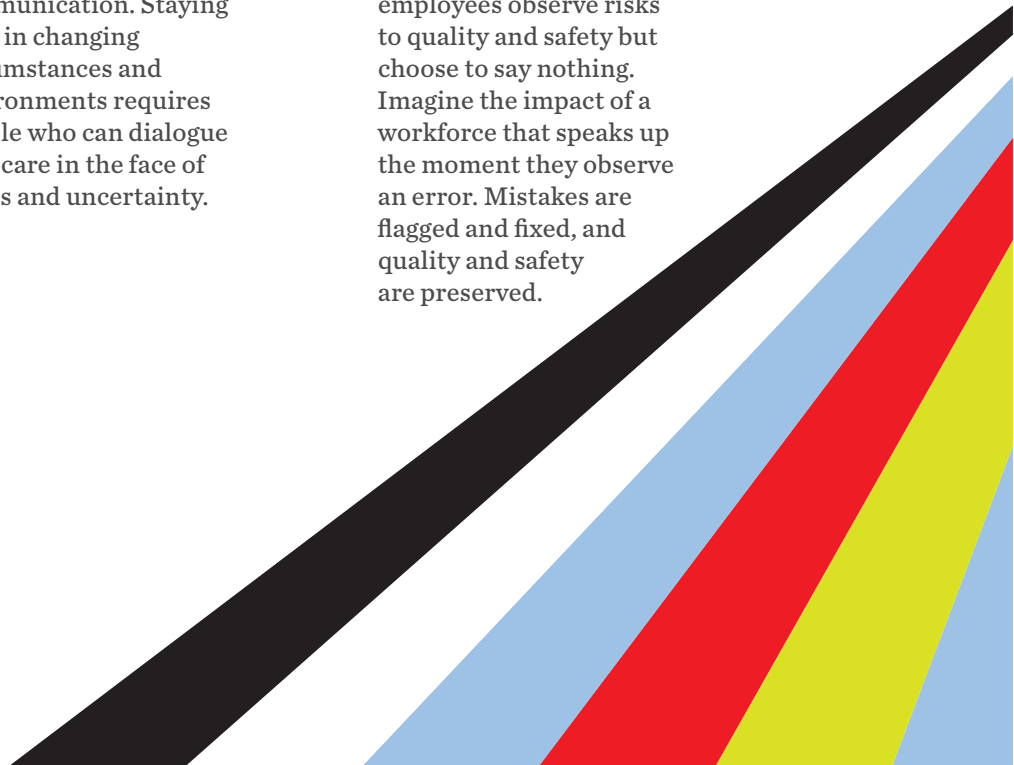 munication. Staying
in changing
umstances and
ronments requires
le who can dialogue
care in the face of
s and uncertainty.
employees observe risks
to quality and safety but
choose to say nothing.
Imagine the impact of a
workforce that speaks up
the moment they observe
an error. Mistakes are
flagged and fixed, and
quality and safety
are preserved.